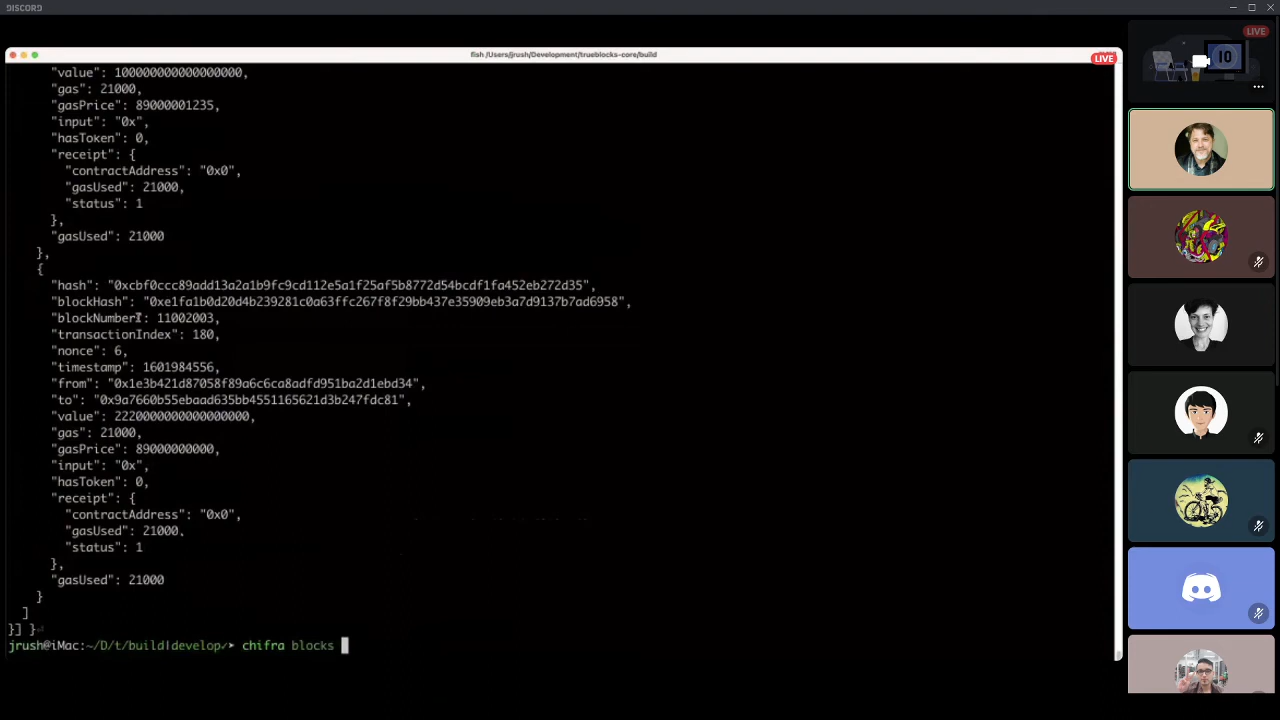 DISCORD
fish /Users/jrush/Development/trueblocks-core/build
LIVE
LIVE
"value": 100000000000000000,
"gas": 21000,
"gasPrice": 89000001235,
"input": "0x",
"hasToken": 0,
"receipt": {
"contractAddress": "0x0",
"gasUsed": 21000,
"status": 1
},
"gasUsed": 21000
},
{
"hash": "0xcbf0ccc89add13a2a1b9fc9cd112e5a1f25af5b8772d54bcdf1fa452eb272d35",
"blockHash": "0xe1fa1b0d20d4b239281c0a63ffc267f8f29bb437e35909eb3a7d9137b7ad6958",
"blockNumber": 11002003,
"transactionIndex": 180,
"nonce": 6,
"timestamp": 1601984556,
"from": "0x1e3b421d87058f89a6c6ca8adfd951ba2d1ebd34",
"to": "0x9a7660b55ebaad635bb4551165621d3b247fdc81",
"value": 2220000000000000000,
"gas": 21000,
"gasPrice": 89000000000,
"input": "0x",
"hasToken": 0,
"receipt": {
"contractAddress": "0x0",
"gasUsed": 21000,
"status": 1
},
"gasUsed": 21000
}
]
}] }⏎
jrush@iMac:~/D/t/build|develop✓➤ chifra blocks